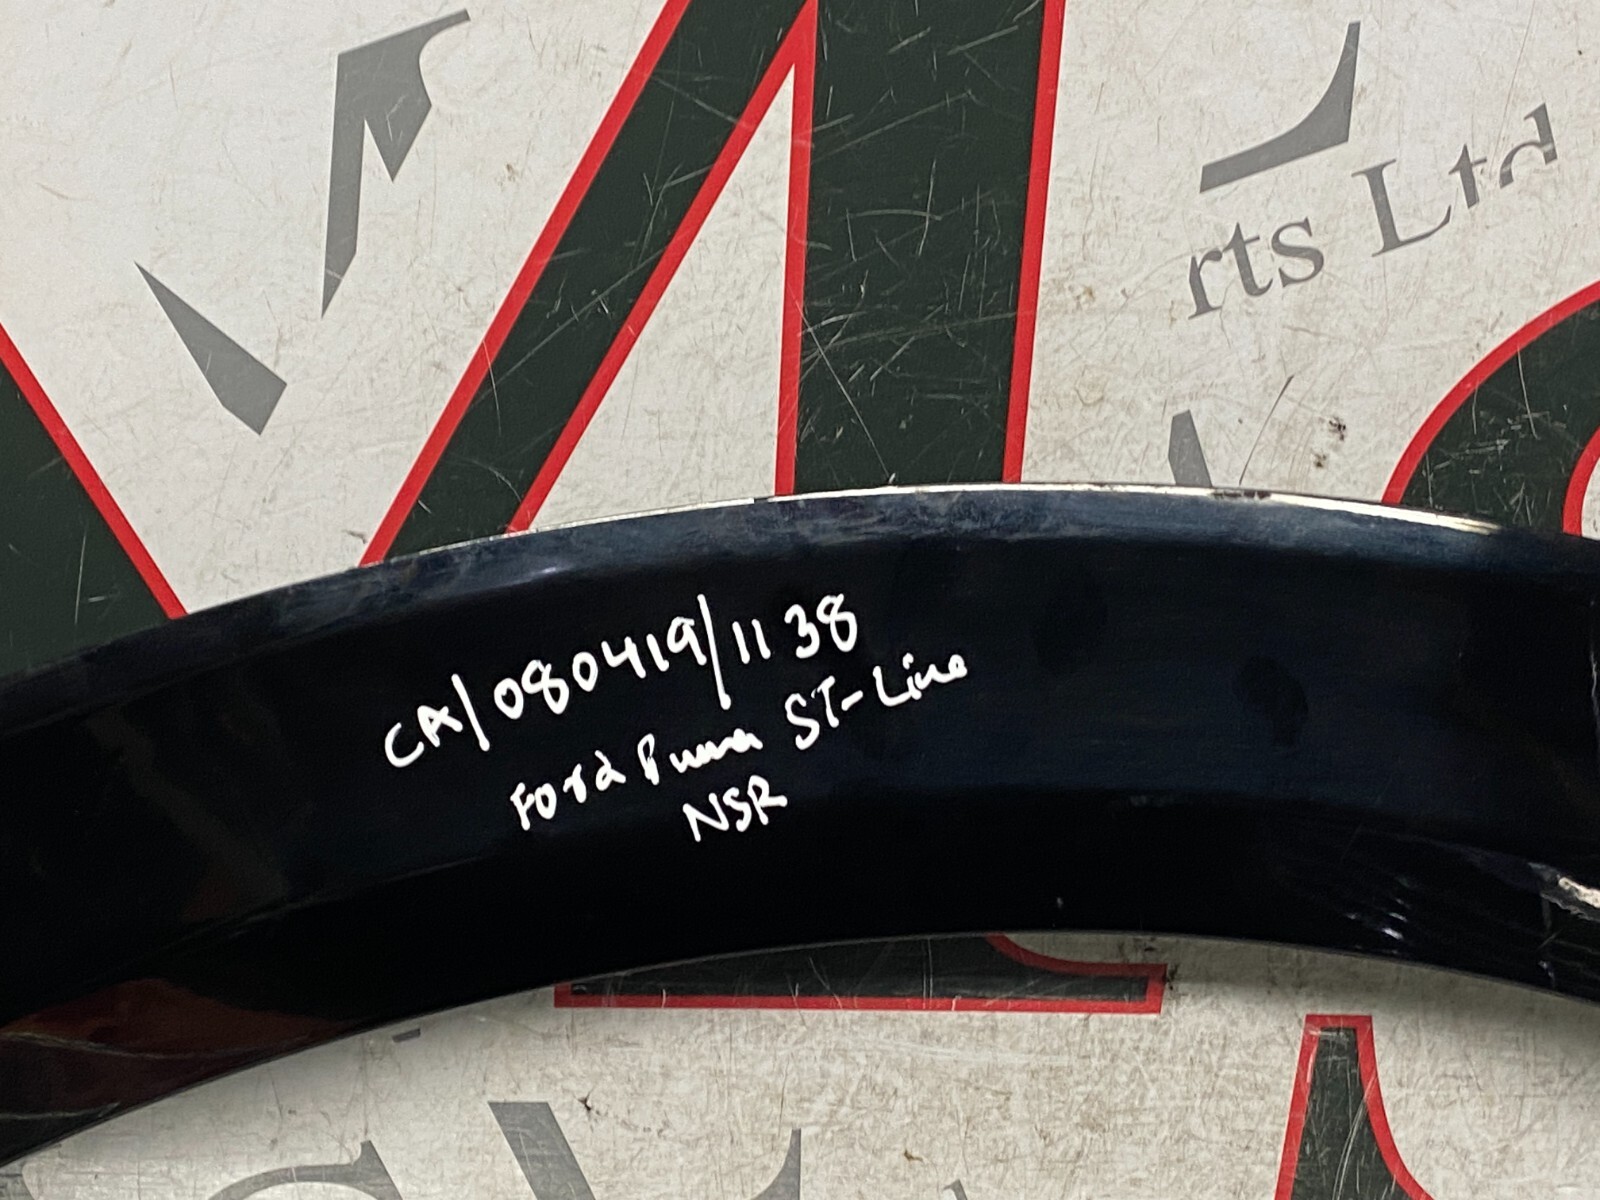 rts Ltd
CA/080419/1138
Ford Puma ST-Line
NSR